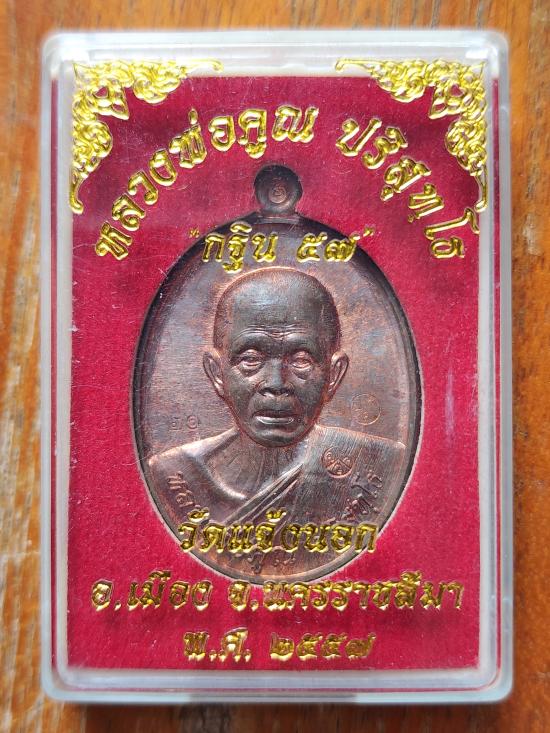 หลวงพ่อคูณ ปริสุทฺโธ
"กฐิน ๕๗"
วัดแจ้งนอก
อ.เมือง จ.นครราชสีมา
พ.ศ. ๒๕๕๗